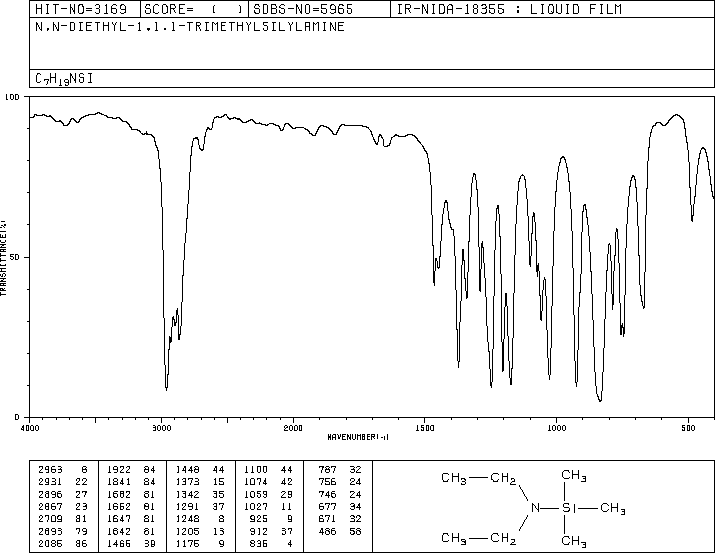 HIT-NO=3169 SCORE= ( ) SDBS-NO=5965 IR-NIDA-18355 : LIQUID FILM
N,N-DIETHYL-1,1,1-TRIMETHYLSILYLAMINE
C7H19NSI
100
50
0
TRANSMITTANCE(%)
4000 3000 2000 1500 1000 500
WAVENUMBER(-1)
2963 8 1922 84 1448 44 1100 44 787 32
2931 22 1841 84 1373 15 1074 42 756 24
2896 27 1682 81 1342 35 1059 29 746 24
2867 23 1652 81 1291 37 1027 11 677 34
2709 81 1647 81 1248 8 925 9 671 32
2693 79 1642 81 1205 13 912 37 486 58
2085 86 1466 39 1175 9 836 4
CH3 CH2 CH3
N Si CH3
CH3 CH2 CH3